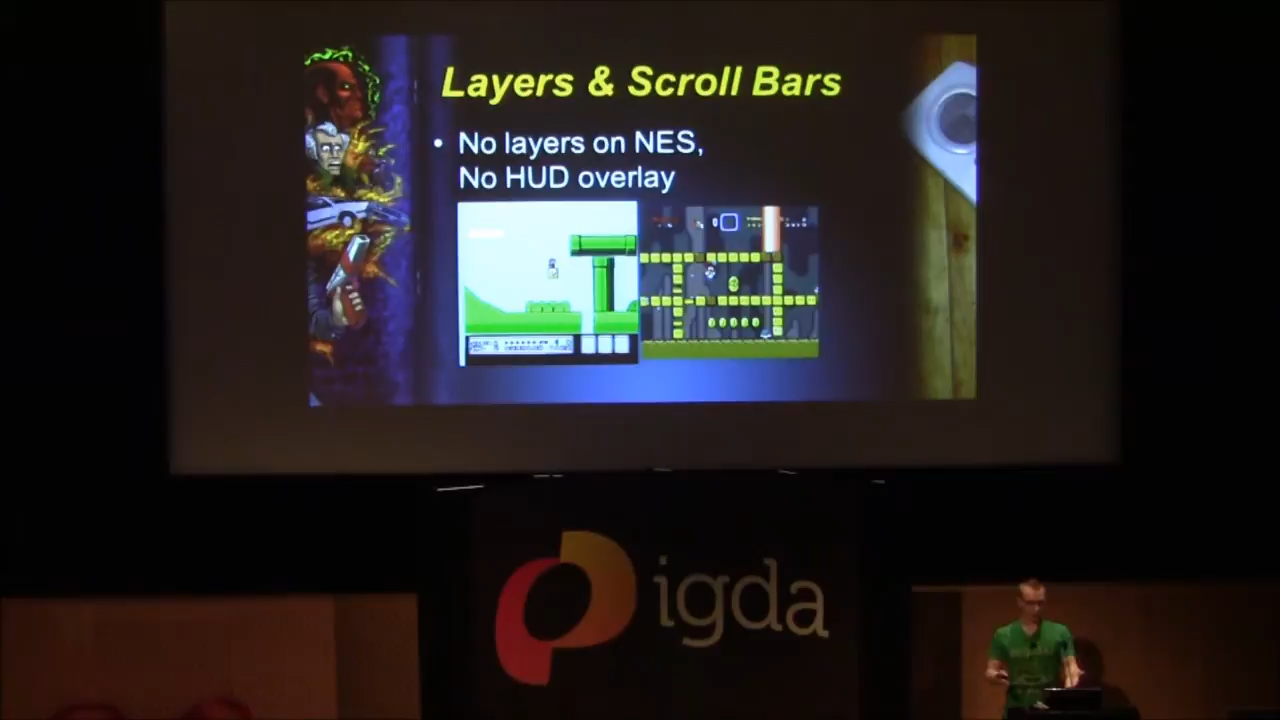 Layers & Scroll Bars
• No layers on NES,
No HUD overlay
igda